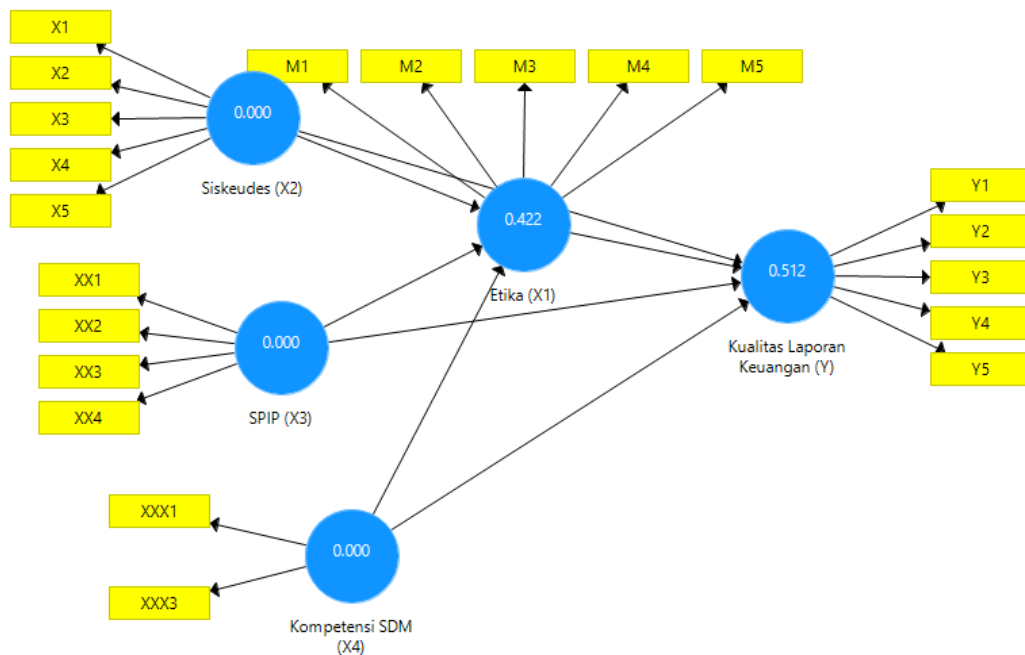 X1
X2
X3
X4
X5
0.000
Siskeudes (X2)
M1
M2
M3
M4
M5
0.422
Etika (X1)
XX1
XX2
XX3
XX4
0.000
SPIP (X3)
XXX1
XXX3
0.000
Kompetensi SDM
(X4)
0.512
Kualitas Laporan
Keuangan (Y)
Y1
Y2
Y3
Y4
Y5